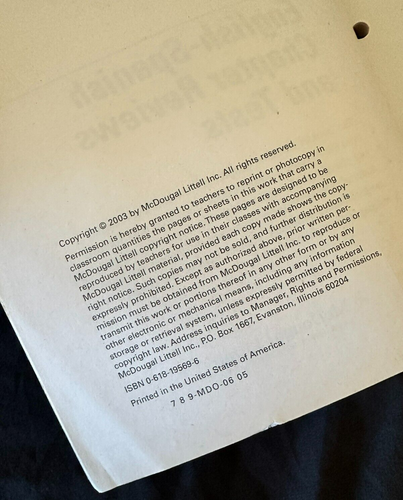 Copyright © 2003 by McDougal Littell Inc. All rights reserved.
Permission is hereby granted to teachers to reprint or photocopy in
classroom quantities the pages or sheets in this work that carry a
McDougal Littell copyright notice. These pages are designed to be
reproduced by teachers for use in their classes with accompanying
McDougal Littell material, provided each copy made shows the copy-
right notice. Such copies may not be sold, and further distribution is
expressly prohibited. Except as authorized above, prior written per-
mission must be obtained from McDougal Littell Inc. to reproduce or
transmit this work or portions thereof in any other form or by any
other electronic or mechanical means, including any information
storage or retrieval system, unless expressly permitted by federal
copyright law. Address inquiries to Manager, Rights and Permissions,
McDougal Littell Inc., P.O. Box 1667, Evanston, Illinois 60204
ISBN 0-618-19569-6
Printed in the United States of America.
7 8 9-MDO-06 05